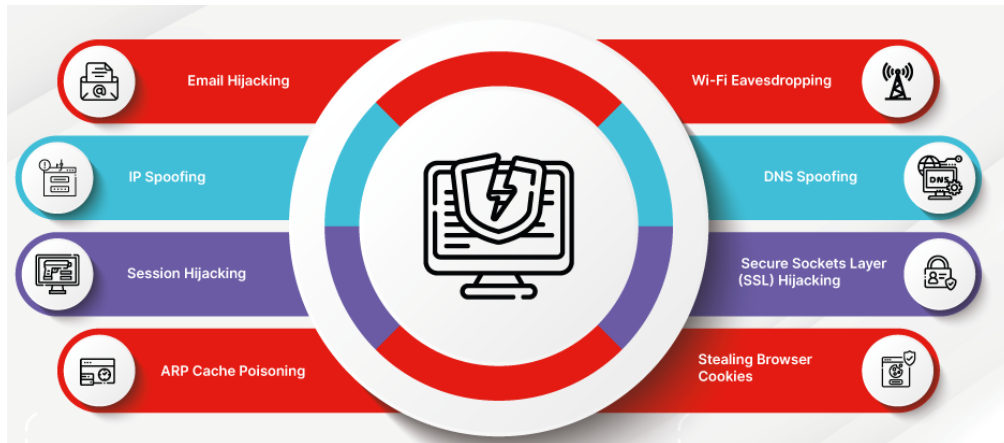 Email Hijacking
Wi-Fi Eavesdropping
IP Spoofing
DNS Spoofing
DNS
Session Hijacking
Secure Sockets Layer
(SSL) Hijacking
ARP Cache Poisoning
Stealing Browser
Cookies